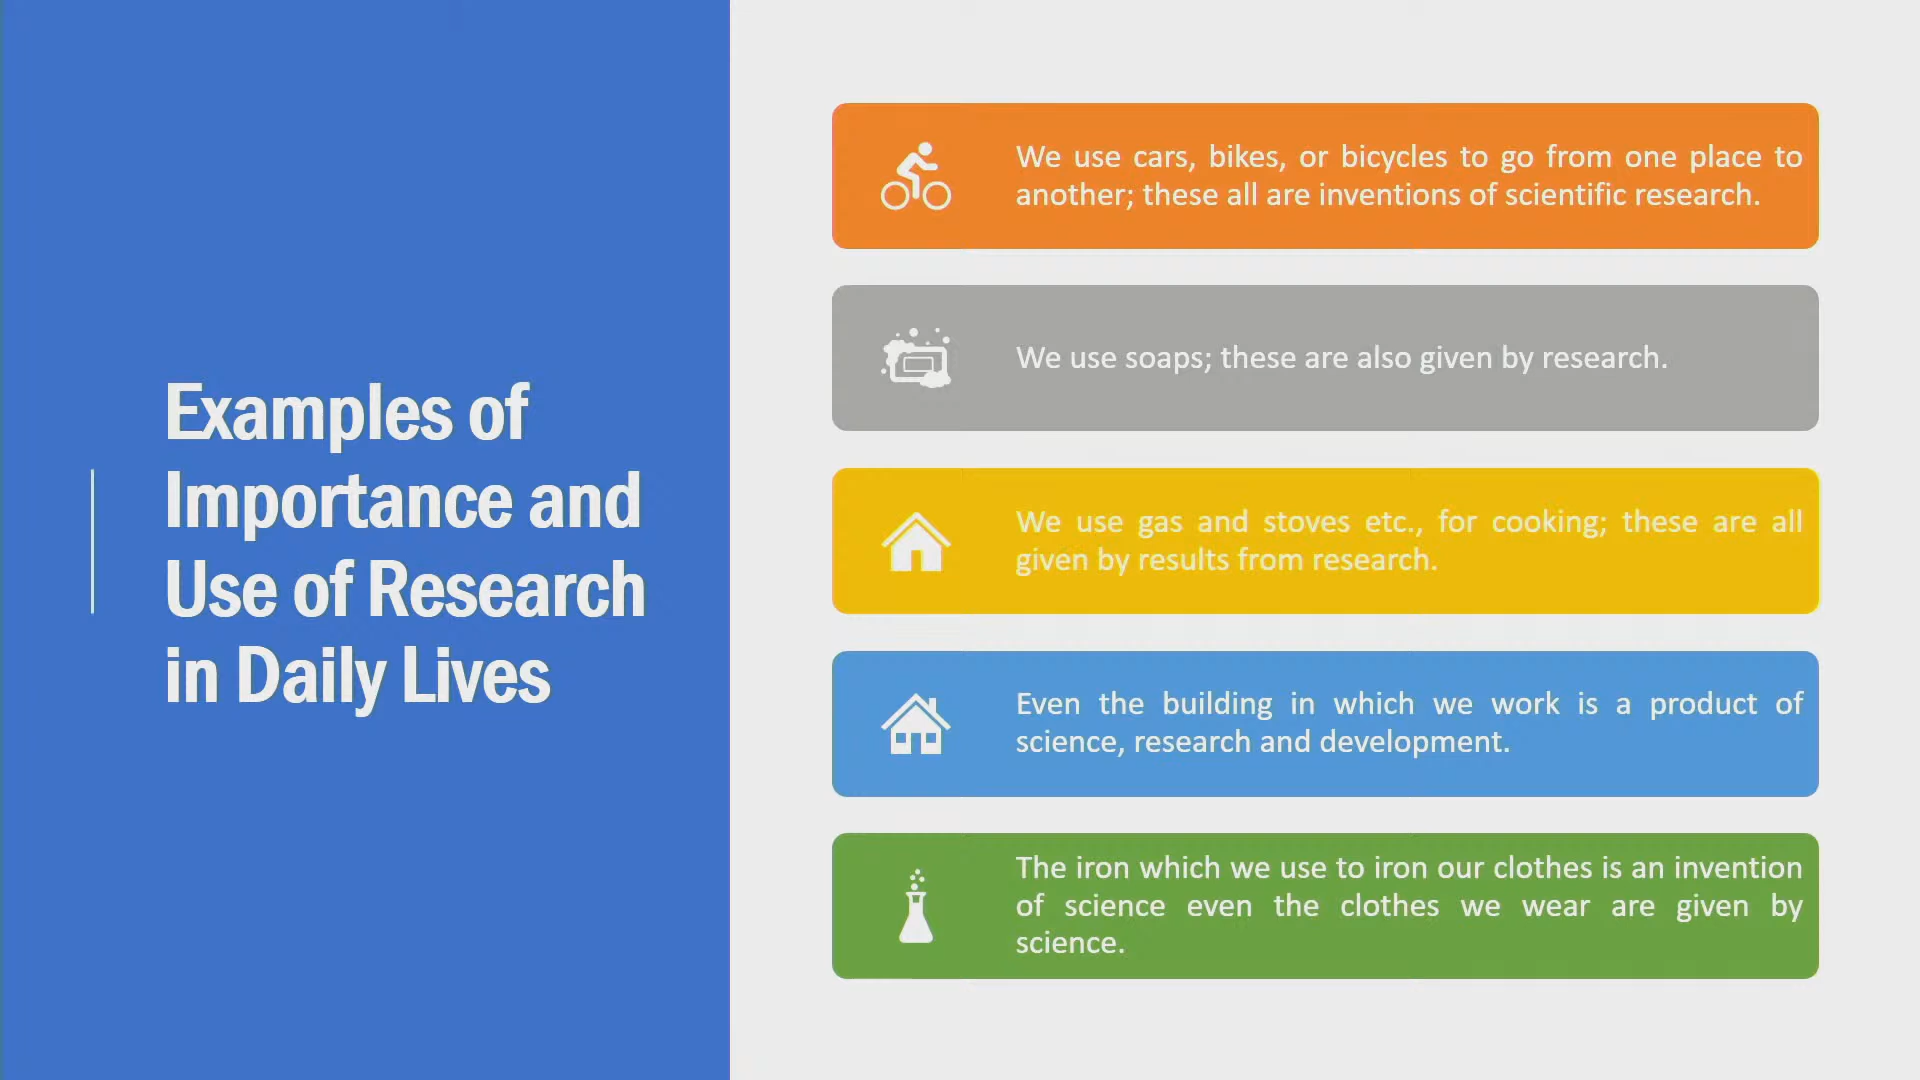 Examples of
Importance and
Use of Research
in Daily Lives
We use cars, bikes, or bicycles to go from one place to
another; these all are inventions of scientific research.
We use soaps; these are also given by research.
We use gas and stoves etc., for cooking; these are all
given by results from research.
Even the building in which we work is a product of
science, research and development.
The iron which we use to iron our clothes is an invention
of science even the clothes we wear are given by
science.